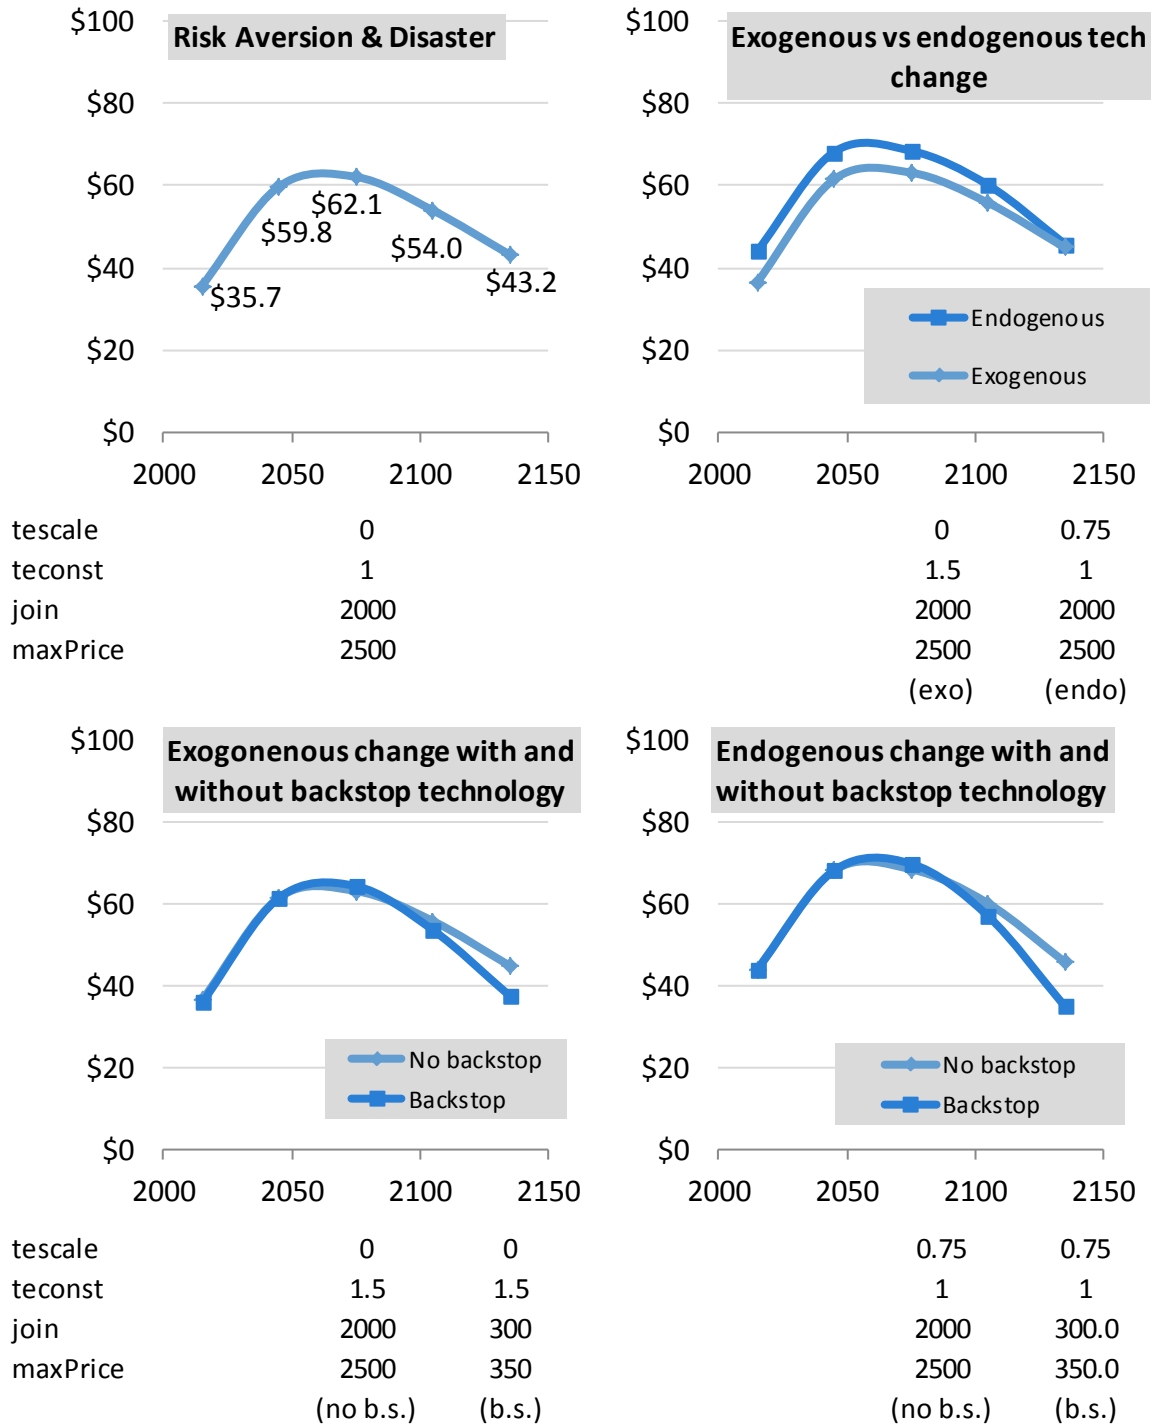 Risk Aversion & Disaster
$100
$80
$60
$40
$20
$0
$35.7
$59.8
$62.1
$54.0
$43.2
2000 2050 2100 2150
Exogenous vs endogenous tech
change
$100
$80
$60
$40
$20
$0
Endogenous
Exogenous
2000 2050 2100 2150
tescale 0 0 0.75
teconst 1 1.5 1
join 2000 2000 2000
maxPrice 2500 2500 2500
(exo) (endo)
Exogonenous change with and
without backstop technology
$100
$80
$60
$40
$20
$0
No backstop
Backstop
2000 2050 2100 2150
Endogenous change with and
without backstop technology
$100
$80
$60
$40
$20
$0
No backstop
Backstop
2000 2050 2100 2150
tescale 0 0 0.75 0.75
teconst 1.5 1.5 1 1
join 2000 300 2000 300.0
maxPrice 2500 350 2500 350.0
(no b.s.) (b.s.) (no b.s.) (b.s.)